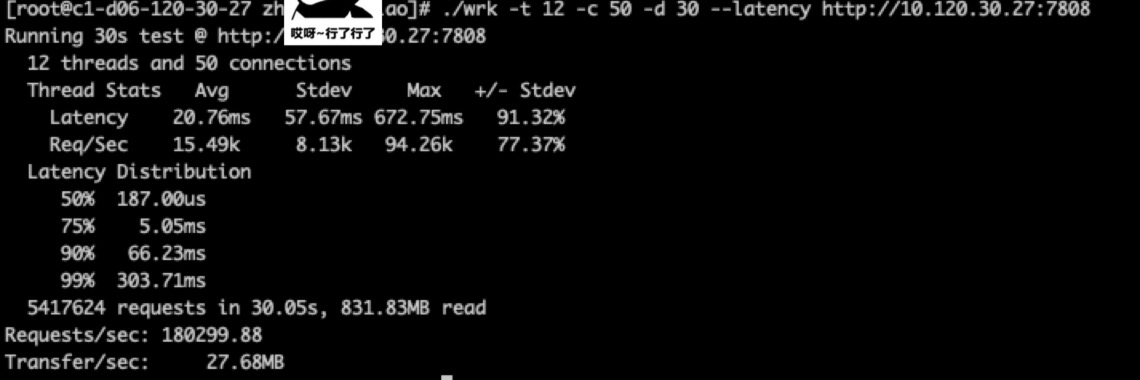 [root@c1-d06-120-30-27 zh ao]# ./wrk -t 12 -c 50 -d 30 --latency http://10.120.30.27:7808
Running 30s test @ http:/ 30.27:7808
哎呀~行了行了
12 threads and 50 connections
Thread Stats Avg Stdev Max +/- Stdev
Latency 20.76ms 57.67ms 672.75ms 91.32%
Req/Sec 15.49k 8.13k 94.26k 77.37%
Latency Distribution
50% 187.00us
75% 5.05ms
90% 66.23ms
99% 303.71ms
5417624 requests in 30.05s, 831.83MB read
Requests/sec: 180299.88
Transfer/sec: 27.68MB